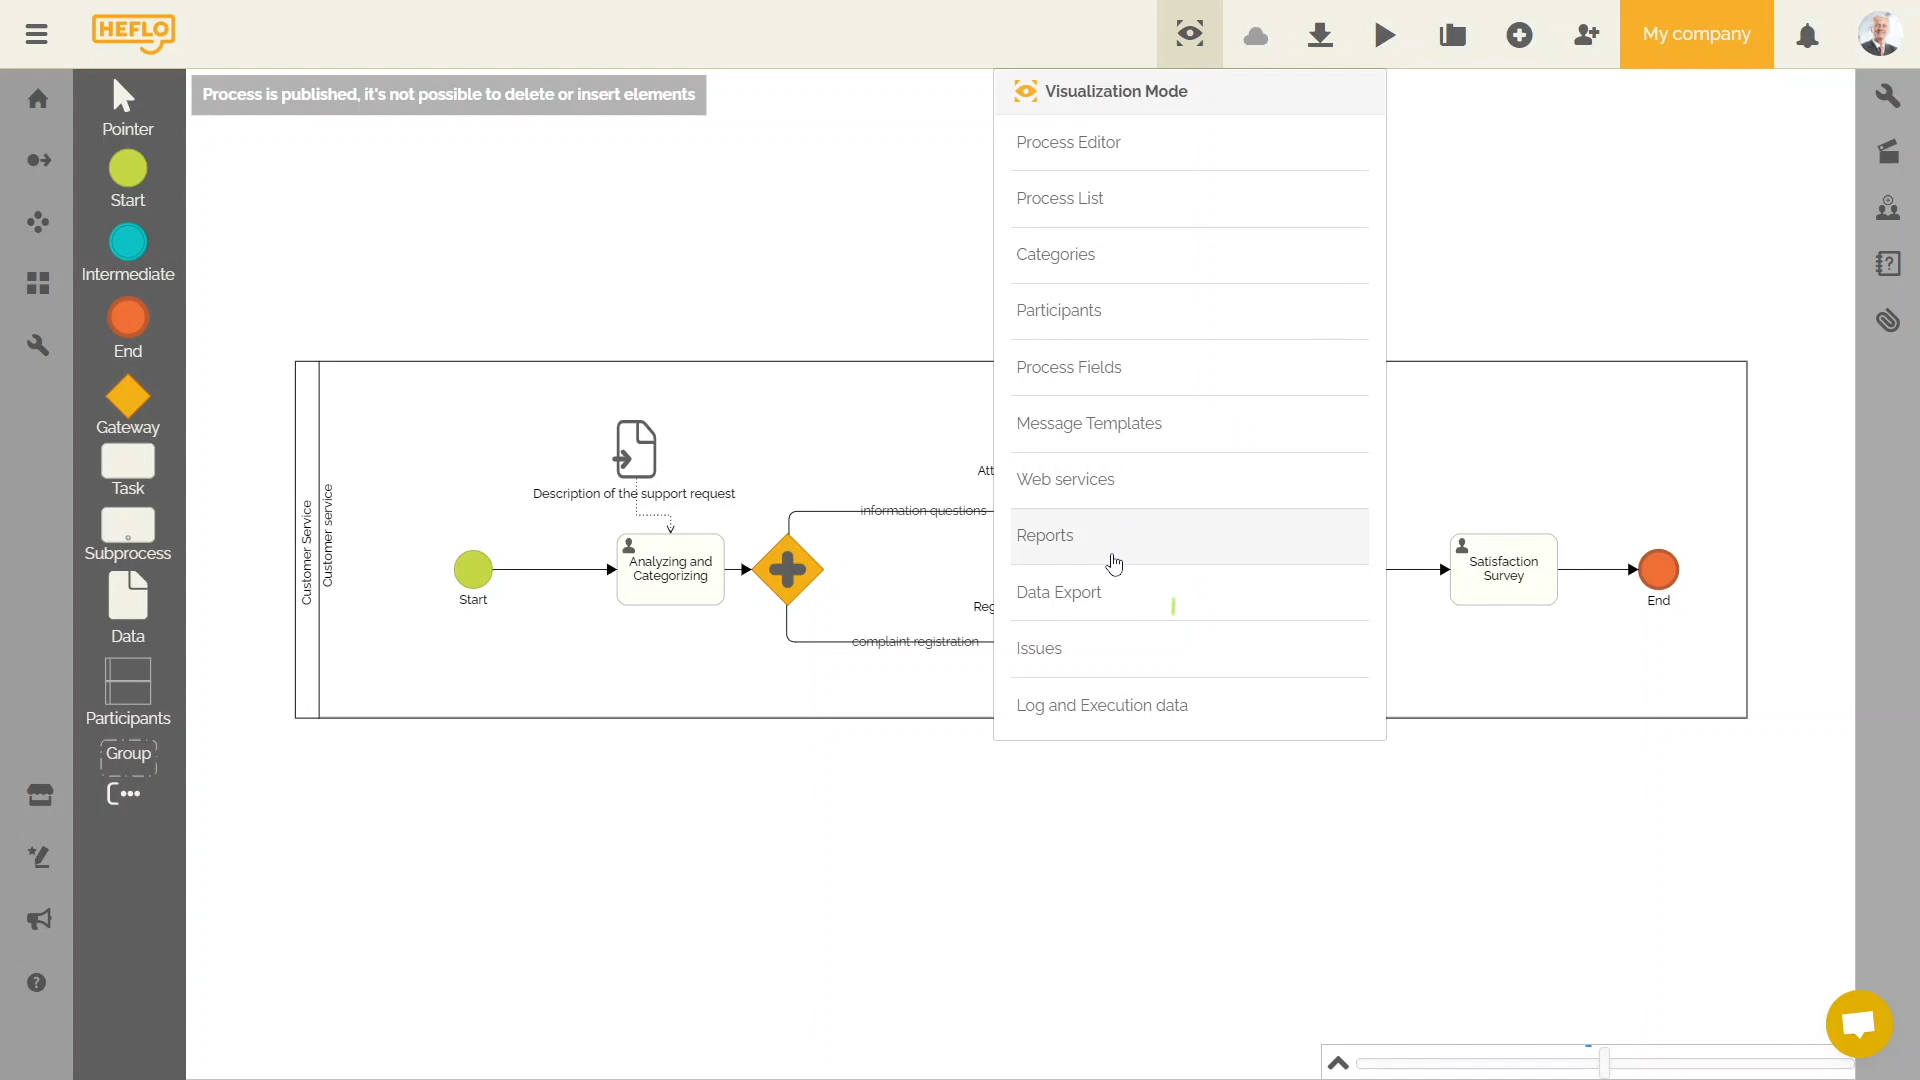 HEFLO
My company
Process is published, it's not possible to delete or insert elements
Pointer
Start
Intermediate
End
Gateway
Task
Subprocess
Data
Participants
Group
Visualization Mode
Process Editor
Process List
Categories
Participants
Process Fields
Message Templates
Web services
Reports
Data Export
Issues
Log and Execution data
Customer Service
Customer service
Description of the support request
Start
Analyzing and
Categorizing
information questions
complaint registration
Att
Reg
Satisfaction
Survey
End